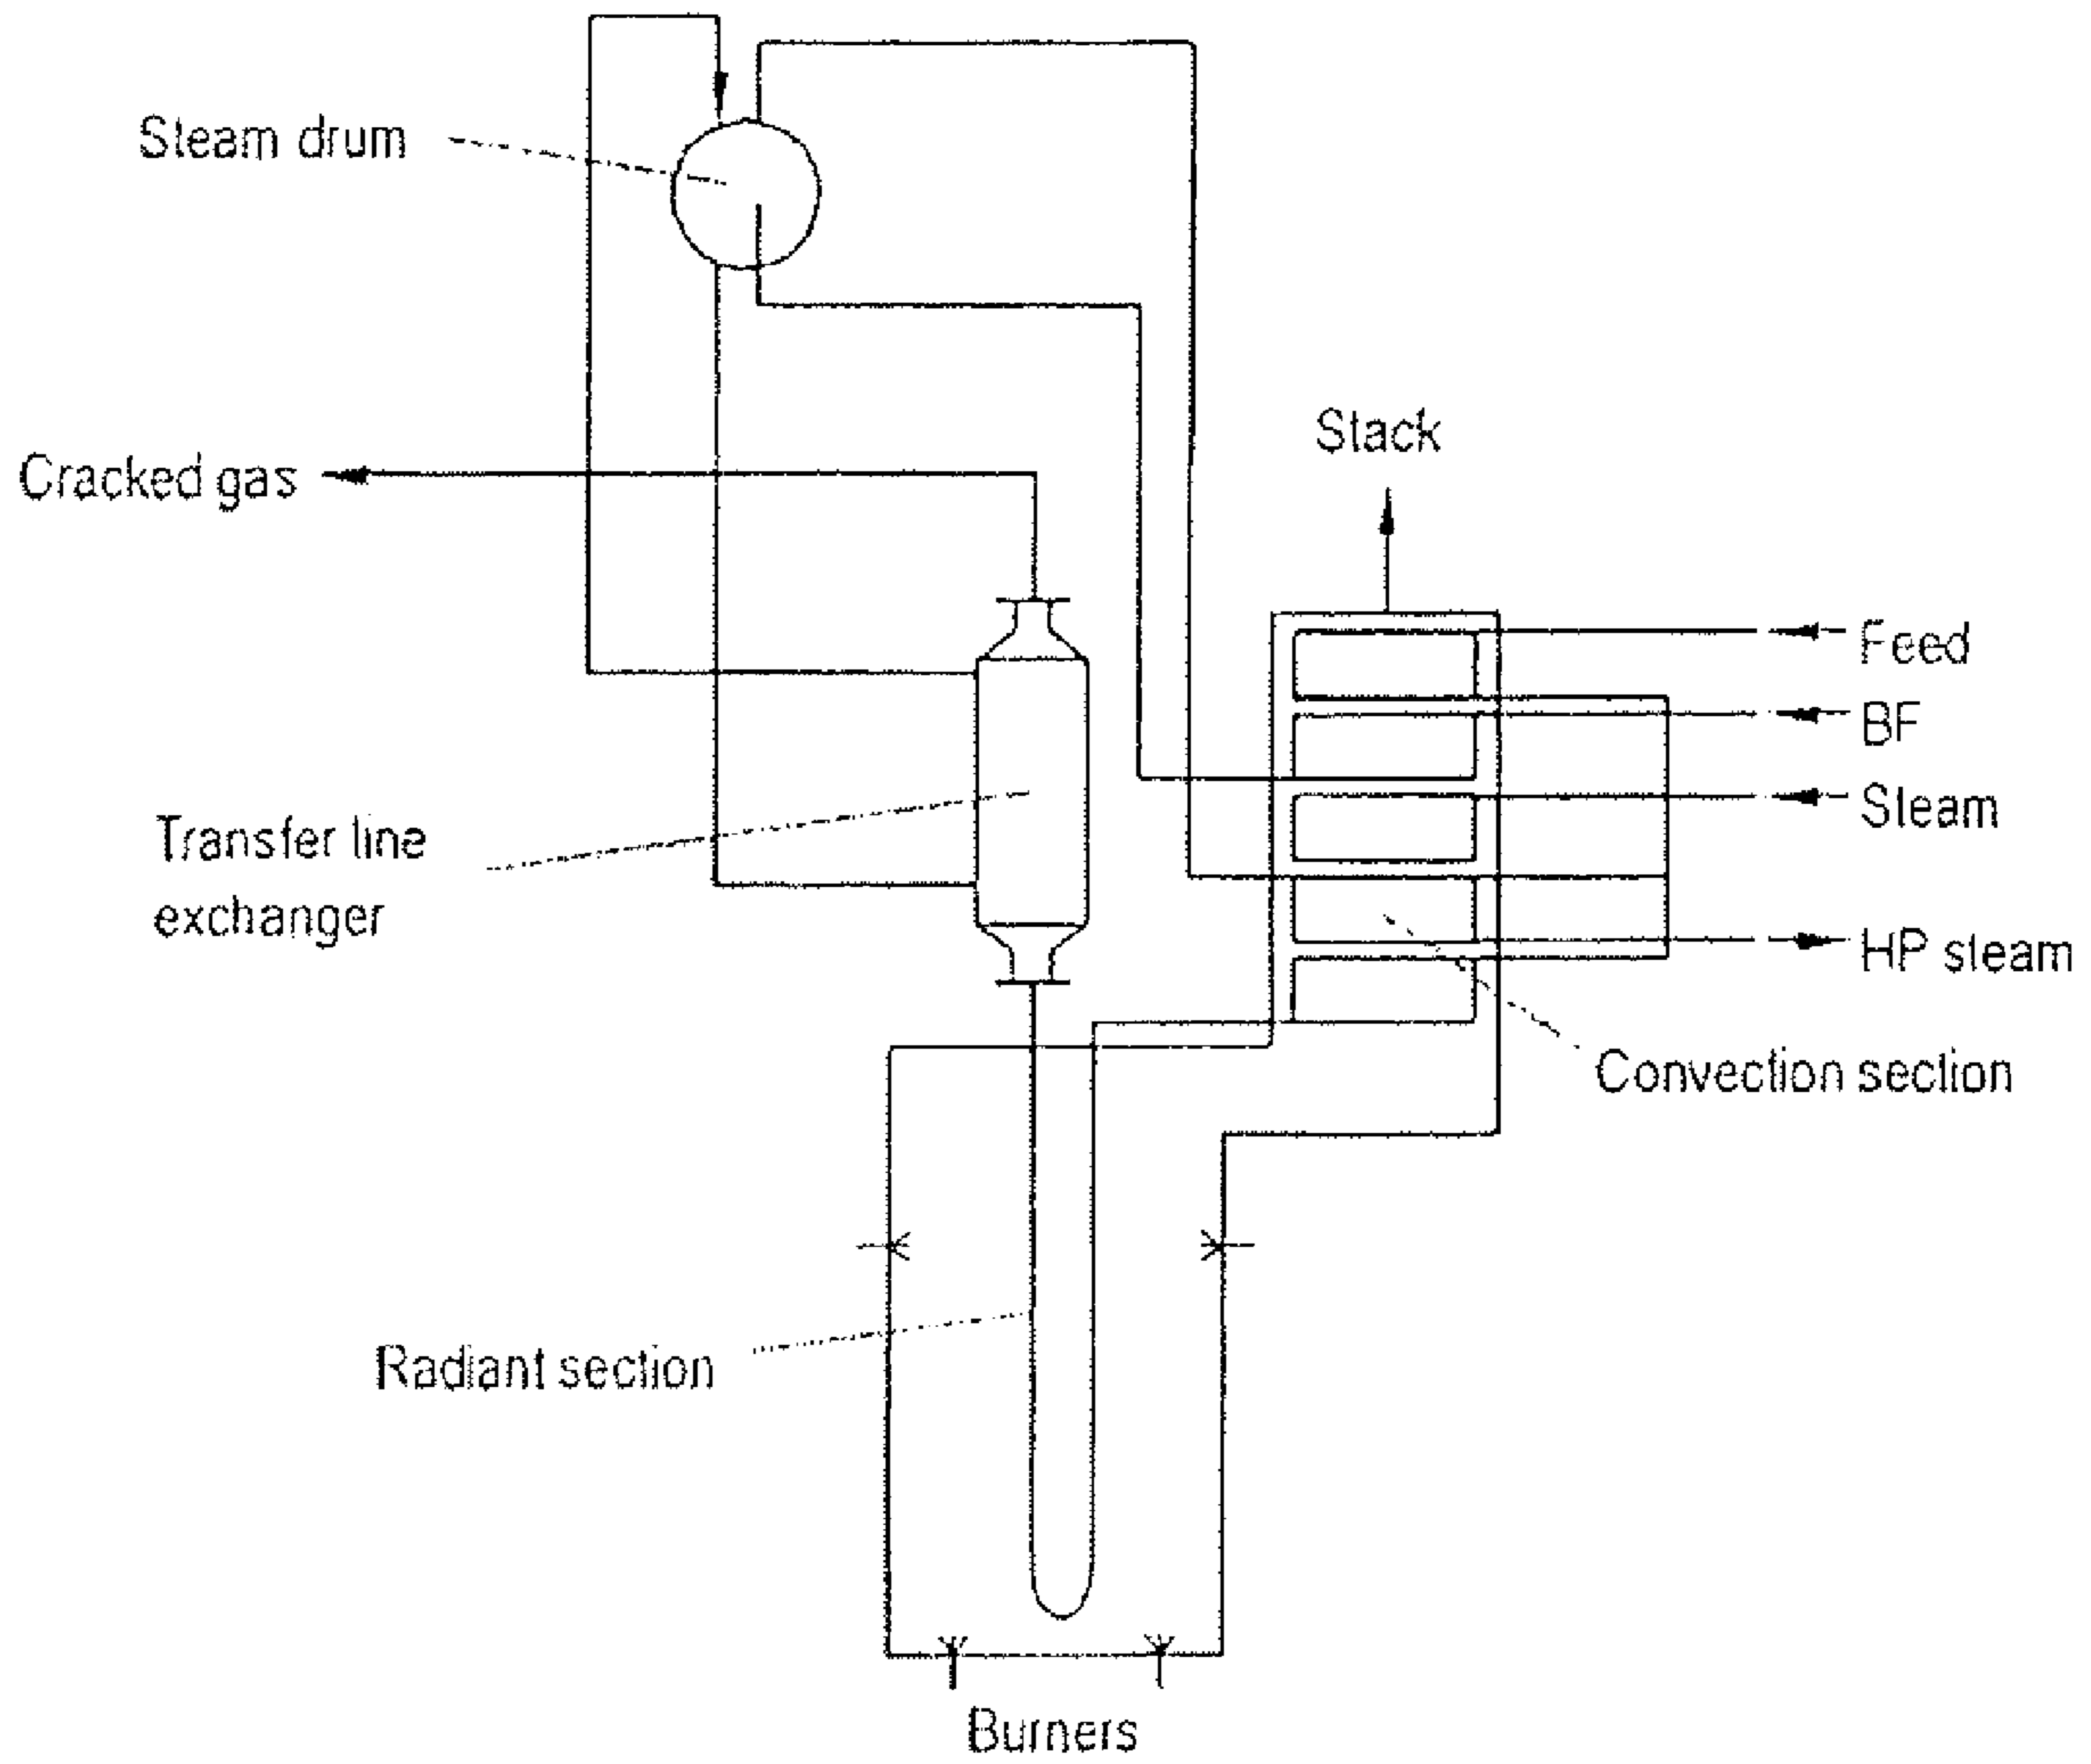 Steam drum
Stack
Cracked gas
Feed
BF
Steam
Transfer line
exchanger
HP steam
Convection section
Radiant section
Burners